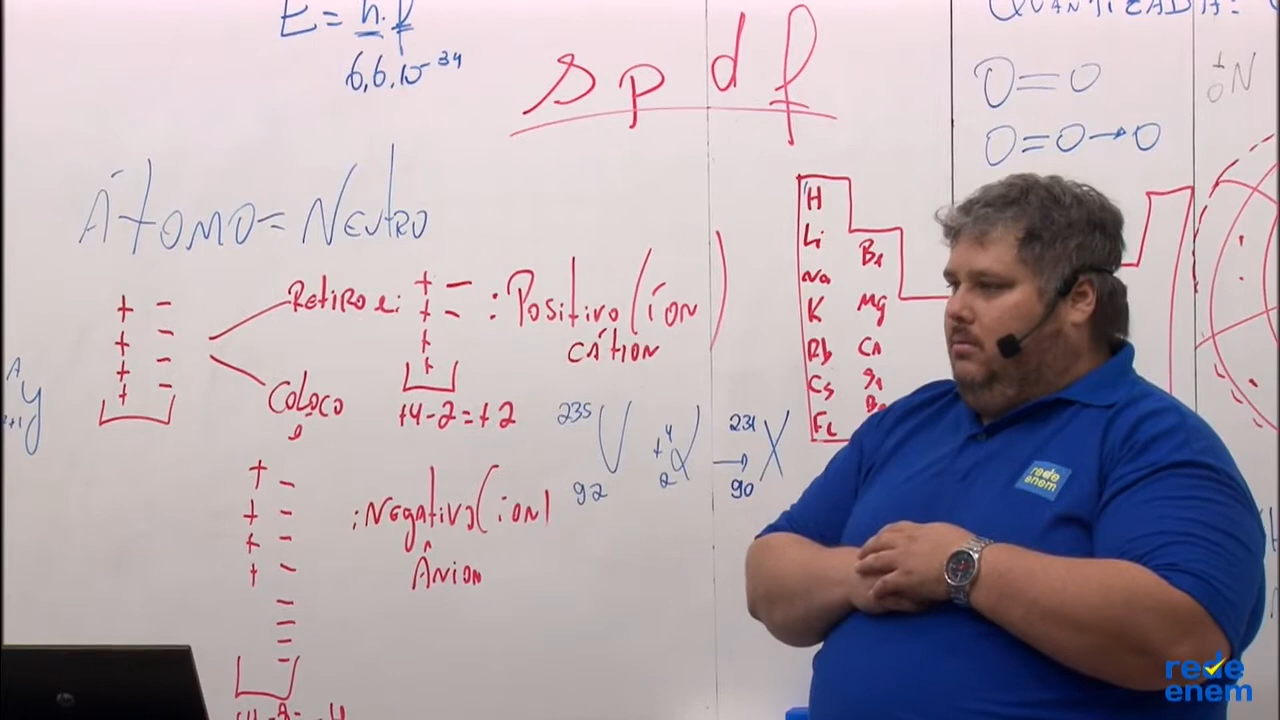 E = h.f
6,6.10⁻³⁴
s p d f
QUANTIZADA:
O=O
O=O→O
Átomo = Neutro
+ −
+ −
+ −
+ −
Retiro e: + − : Positivo (íon)
+ −
+
+
Cátion
+4-2=+2
Coloco
e
+ −
+ −
+ −
+ −
−
−
−
−
: Negativo (íon)
Ânion
A
y
z+1
235
U
92
+
4
α
2
→
231
X
90
H
Li
Na
K
Rb
Cs
Fr
Be
Mg
Ca
N
rede
enem
rede
enem